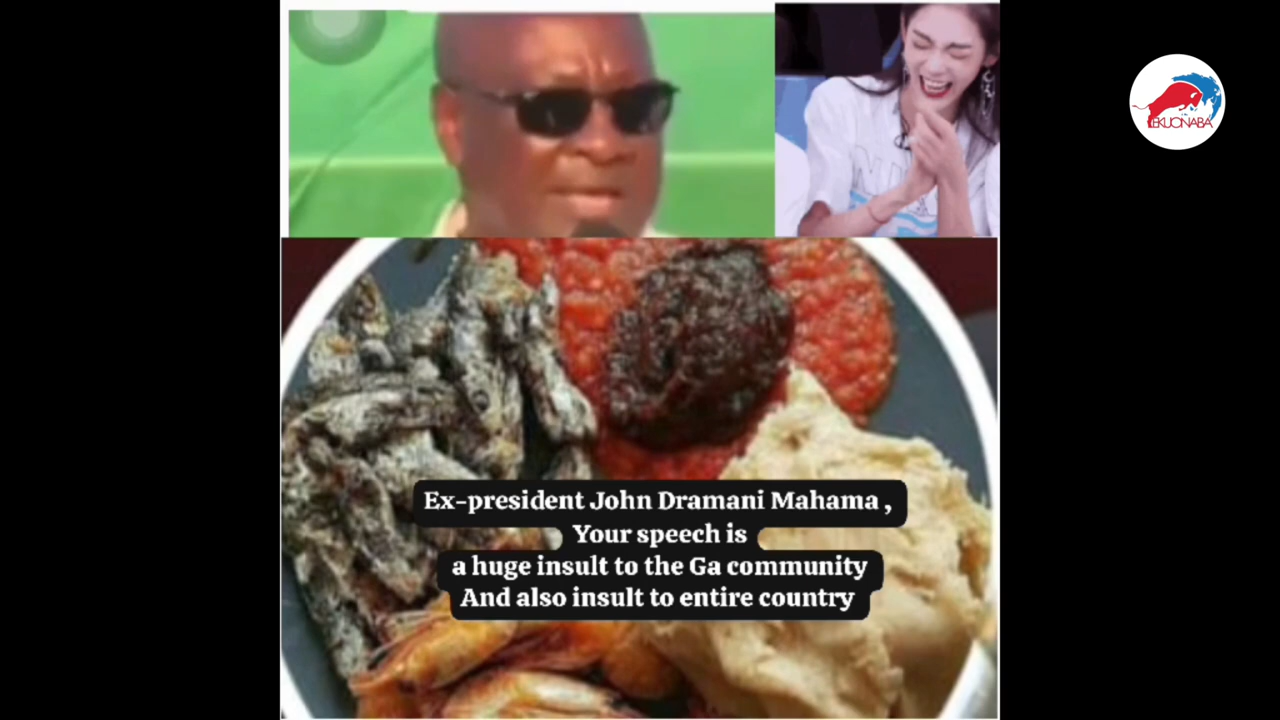 EKUONABA
Ex-president John Dramani Mahama ,
Your speech is
a huge insult to the Ga community
And also insult to entire country